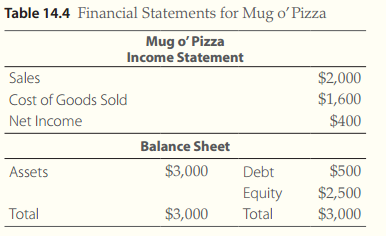 Table 14.4 Financial Statements for Mug o' Pizza
Mug o' Pizza
Income Statement
Sales $2,000
Cost of Goods Sold $1,600
Net Income $400
Balance Sheet
Assets $3,000 Debt $500
Equity $2,500
Total $3,000 Total $3,000